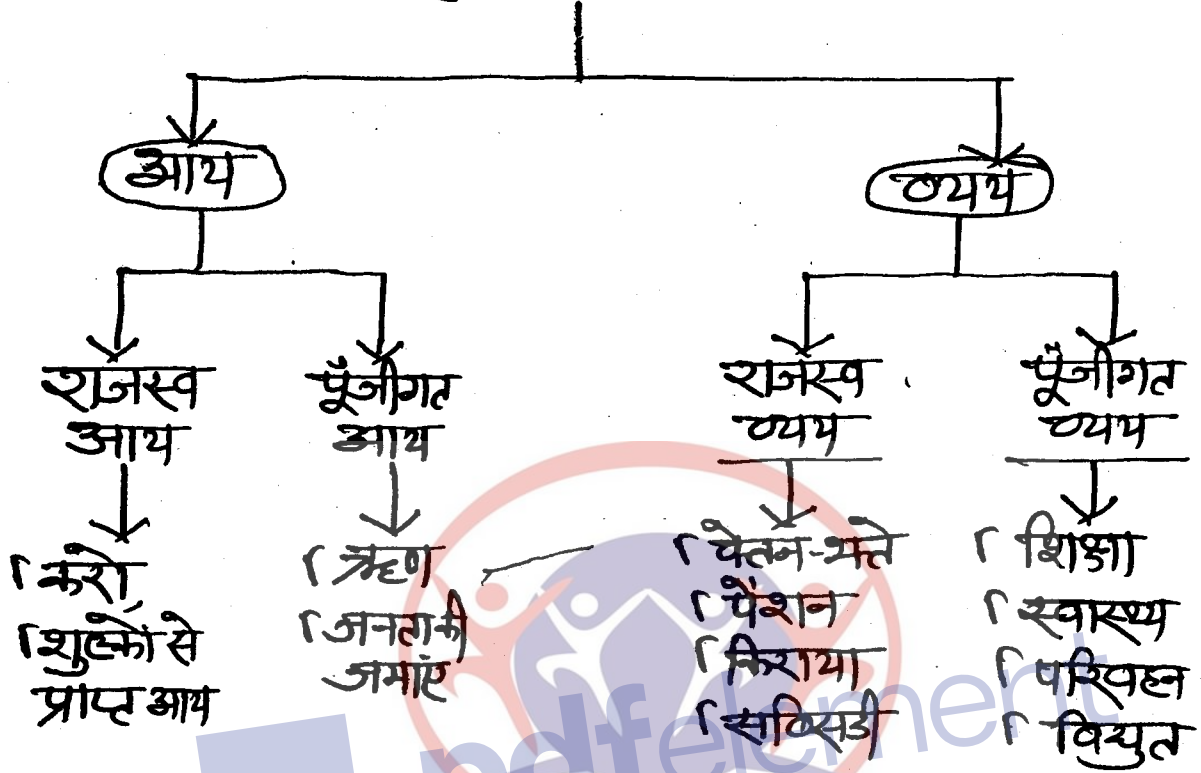 आय
व्यय
राजस्व
आय
पूँजीगत
आय
राजस्व
व्यय
पूँजीगत
व्यय
करों,
शुल्कों से
प्राप्त आय
ऋण
जनता की
जमाएं
वेतन-भत्ते
पेंशन
किराया
सब्सिडी
शिक्षा
स्वास्थ्य
परिवहन
विद्युत
pdfelement